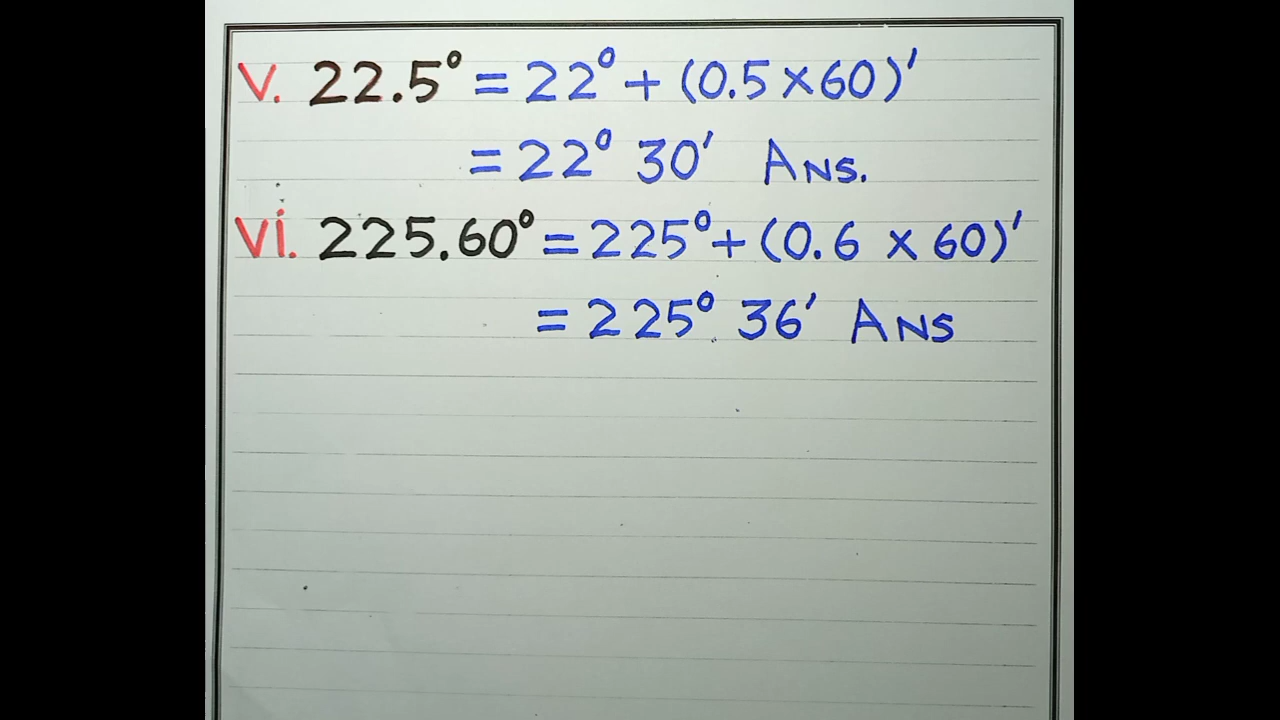 V. 22.5° = 22° + (0.5 × 60)′
= 22° 30′ Ans.
Vi. 225.60° = 225° + (0.6 × 60)′
= 225° 36′ Ans